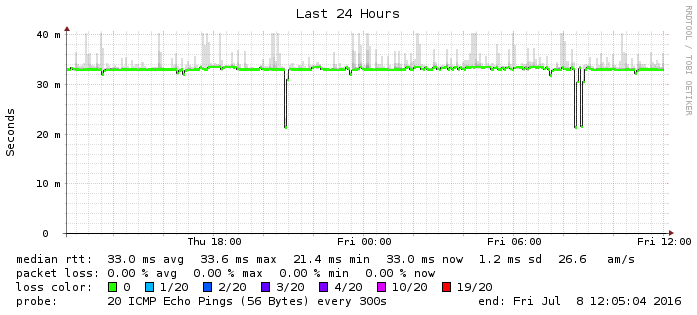 Last 24 Hours
RRDTOOL / TOBI OETIKER
Seconds
40 m
30 m
20 m
10 m
0
Thu 18:00 Fri 00:00 Fri 06:00 Fri 12:00
median rtt: 33.0 ms avg 33.6 ms max 21.4 ms min 33.0 ms now 1.2 ms sd 26.6 am/s
packet loss: 0.00 % avg 0.00 % max 0.00 % min 0.00 % now
loss color: 0 1/20 2/20 3/20 4/20 10/20 19/20
probe: 20 ICMP Echo Pings (56 Bytes) every 300s end: Fri Jul 8 12:05:04 2016